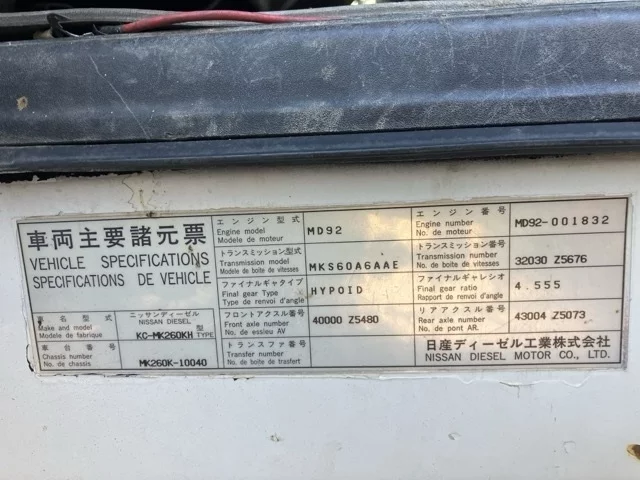 車両主要諸元票
VEHICLE SPECIFICATIONS
SPECIFICATIONS DE VEHICLE
車名型式
Make and model
Modele de fabrique
ニッサンディーゼル
NISSAN DIESEL
KC-MK260KH 型
TYPE
車台番号
Chassis number
No. de chassis
MK260K-10040
エンジン型式
Engine model
Modele de moteur
MD92
トランスミッション型式
Transmission model
Modele de boite de vitesses
MKS60A6AAE
ファイナルギャタイプ
Final gear Type
Type de renvoi d'angle
HYPOID
フロントアクスル番号
Front axle number
No. de essieu AV
40000 Z5480
トランスファ番号
Transfer number
No. de boite de trasfert
エンジン番号
Engine number
No. de moteur
MD92-001832
トランスミッション番号
Transmission number
No. de boite de vitesses
32030 Z5676
ファイナルギャレシオ
Final gear ratio
Rapport de renvoi d'angle
4.555
リアアクスル番号
Rear axle number
No. de pont AR.
43004 Z5073
日産ディーゼル工業株式会社
NISSAN DIESEL MOTOR CO., LTD.